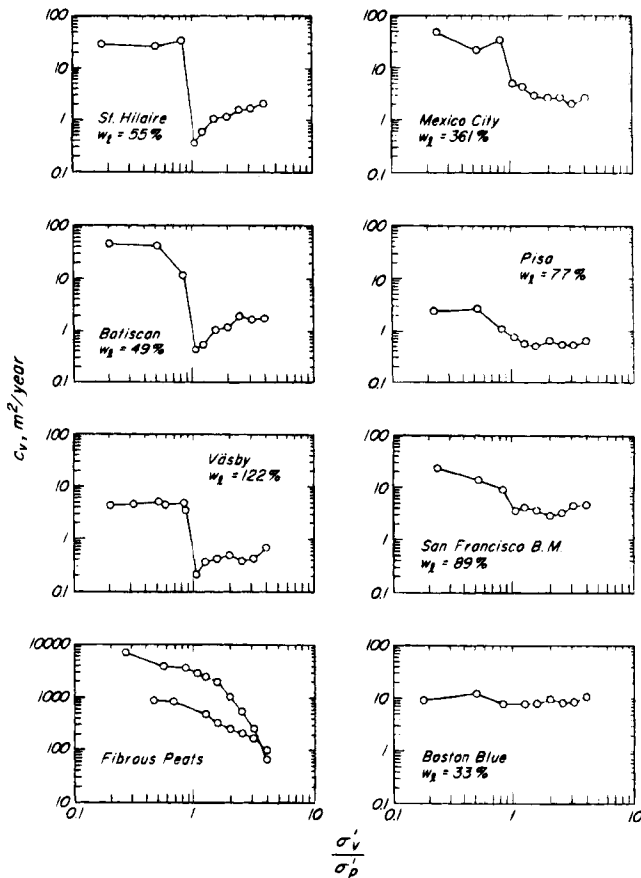 100
10
1
0.1
St. Hilaire
wℓ = 55%
Mexico City
wℓ = 361%
100
10
1
0.1
100
10
1
0.1
Batiscan
wℓ = 49%
100
10
1
0.1
Pisa
wℓ = 77%
cv, m²/year
100
10
1
0.1
Väsby
wℓ = 122%
100
10
1
0.1
San Francisco B.M.
wℓ = 89%
10000
1000
100
10
Fibrous Peats
0.1
1
10
100
10
1
0.1
Boston Blue
wℓ = 33%
0.1
1
10
σ'v
σ'p